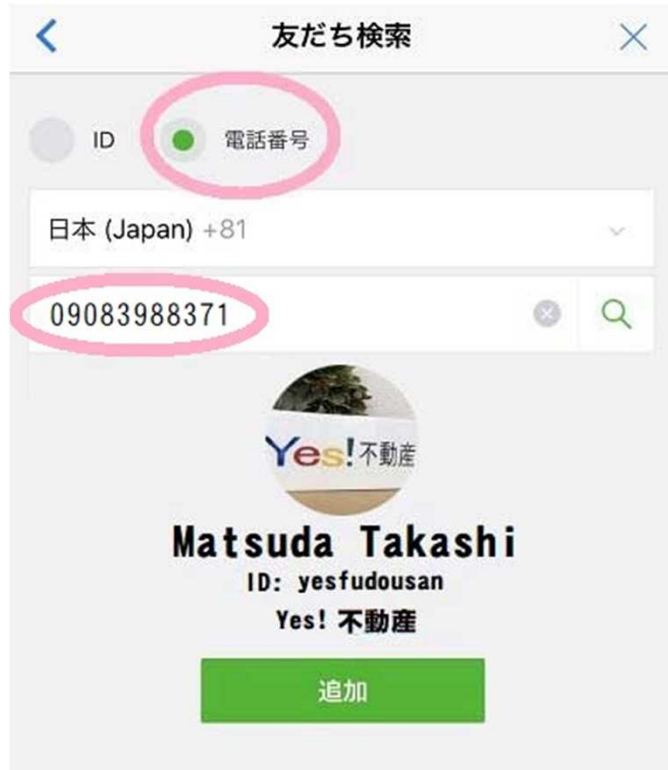 友だち検索
ID 電話番号
日本 (Japan) +81
09083988371
Yes!不動産
Matsuda Takashi
ID: yesfudousan
Yes! 不動産
追加